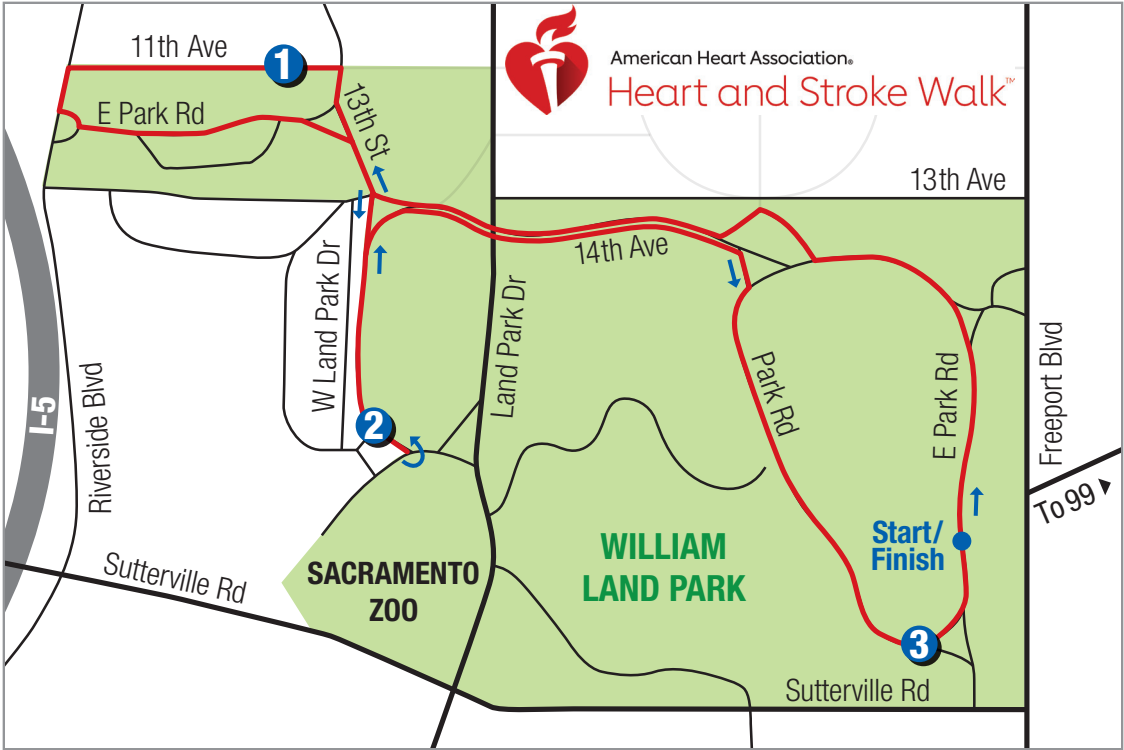 American Heart Association®
Heart and Stroke Walk™
11th Ave
1
E Park Rd
13th St
13th Ave
14th Ave
W Land Park Dr
Land Park Dr
I-5
Riverside Blvd
2
Park Rd
E Park Rd
Freeport Blvd
To 99
Start/
Finish
WILLIAM
LAND PARK
SACRAMENTO
ZOO
Sutterville Rd
3
Sutterville Rd